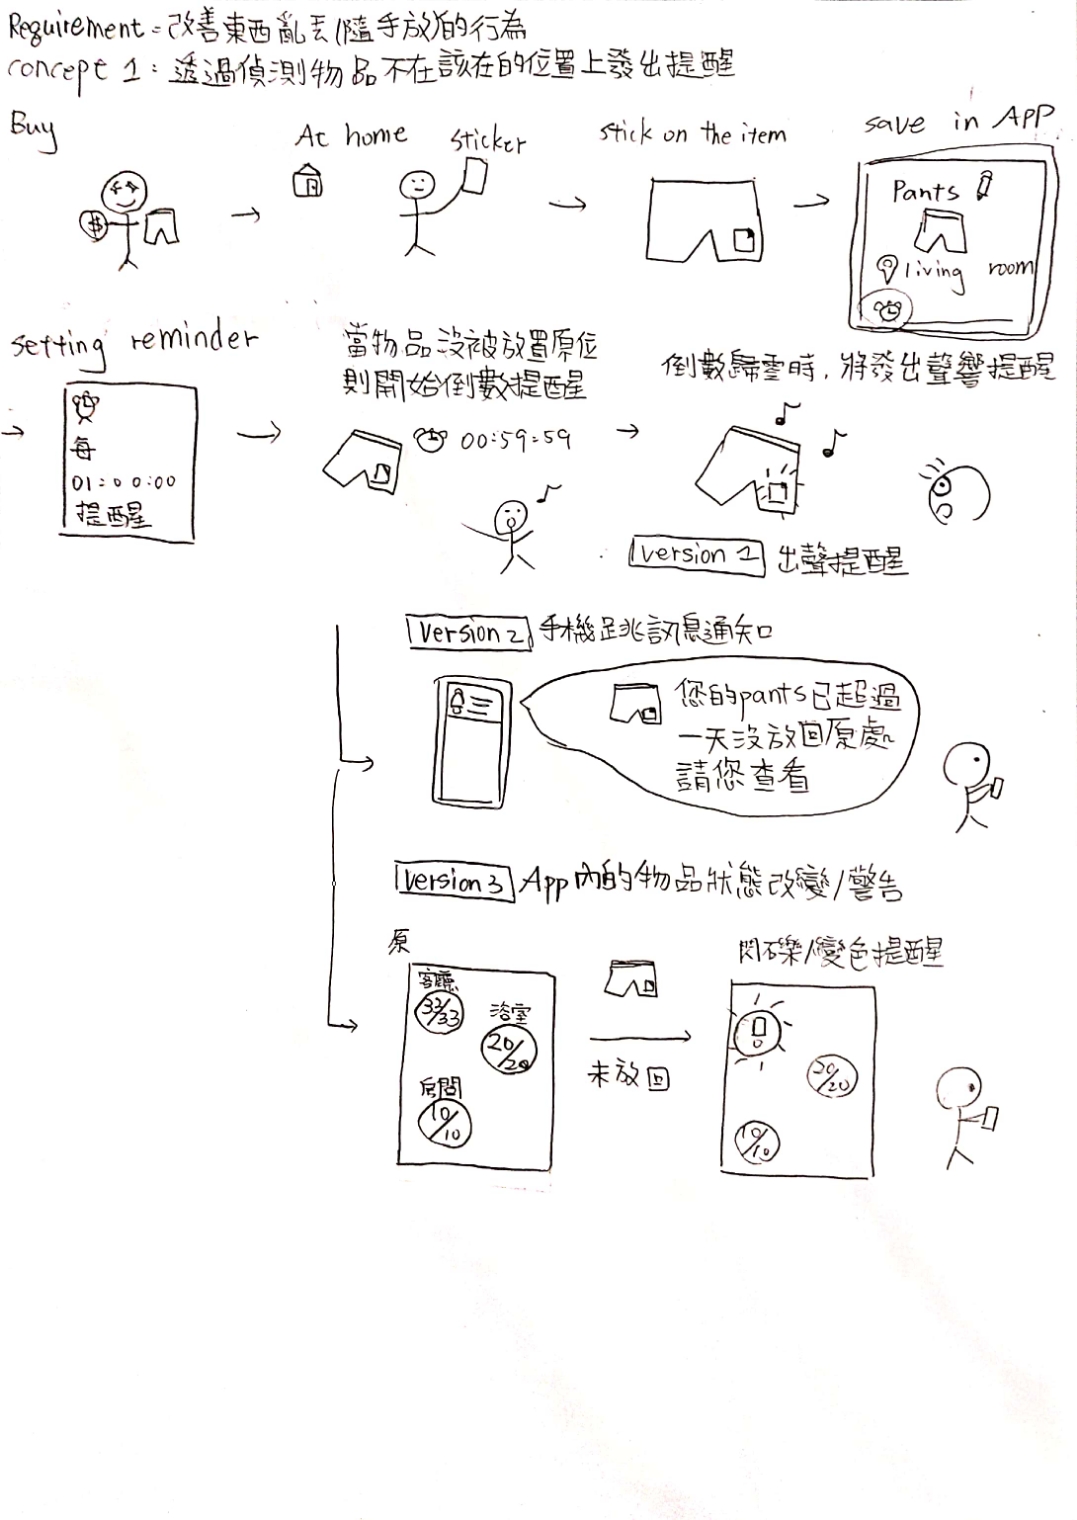 Requirement = 改善東西亂丟(隨手放)的行為
concept 1 : 透過偵測物品不在該在的位置上發出提醒
Buy
At home
sticker
stick on the item
save in APP
$
Pants
living room
setting reminder
每
01:00:00
提醒
當物品沒被放置原位
則開始倒數提醒
00:59:59
倒數歸零時，將發出聲響提醒
version 1 出聲提醒
version 2 手機跳訊息通知
您的pants已超過
一天沒放回原處
請您查看
version 3 App內的物品狀態改變/警告
原
客廳
33/33
浴室
20/20
房間
10/10
未放回
閃爍/變色提醒
20/20
10/10